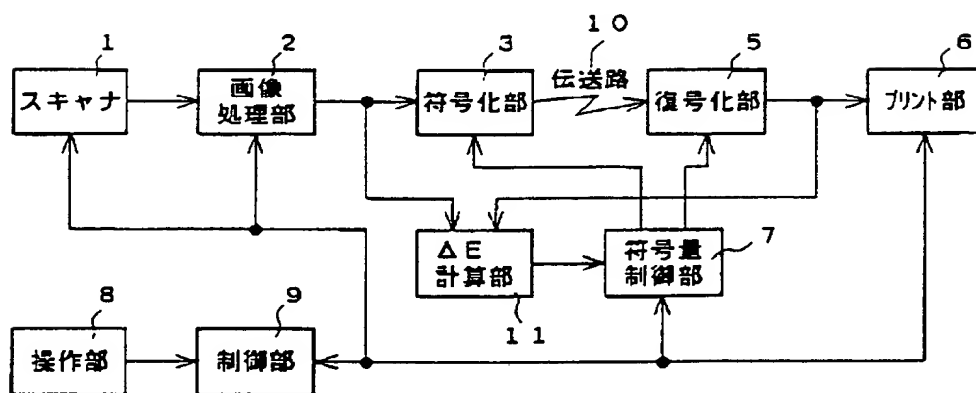 1
スキャナ
2
画像
処理部
3
符号化部
10
伝送路
5
復号化部
6
プリント部
ΔE
計算部
11
符号量
制御部
7
8
操作部
9
制御部